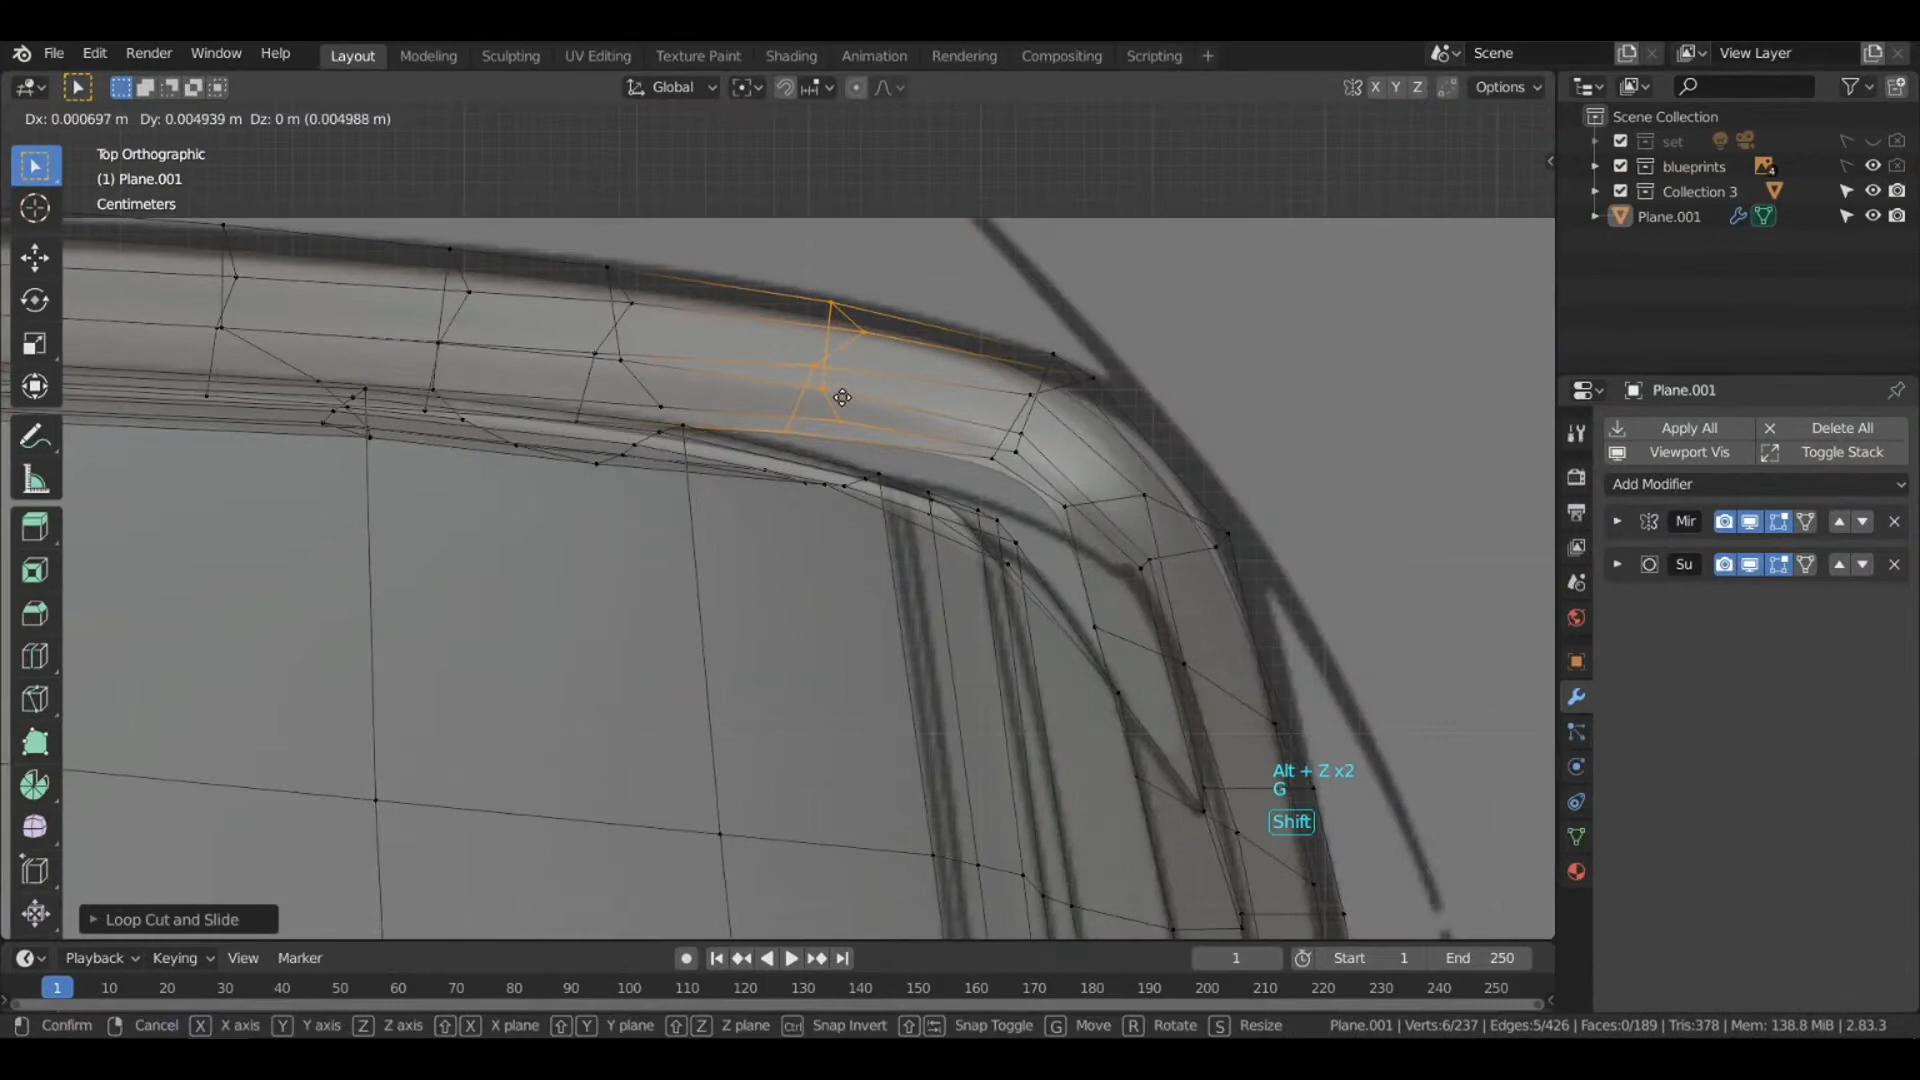 File Edit Render Window Help Layout Modeling Sculpting UV Editing Texture Paint Shading Animation Rendering Compositing Scripting + Scene View Layer
Global X Y Z Options
Dx: 0.000697 m Dy: 0.004939 m Dz: 0 m (0.004988 m)
Top Orthographic
(1) Plane.001
Centimeters
Scene Collection
set
blueprints 4
Collection 3
Plane.001
Plane.001
Apply All Delete All
Viewport Vis Toggle Stack
Add Modifier
Mir
Su
Alt + Z x2
G
Shift
Loop Cut and Slide
Playback Keying View Marker 1 Start 1 End 250
1 10 20 30 40 50 60 70 80 90 100 110 120 130 140 150 160 170 180 190 200 210 220 230 240 250
Confirm Cancel X X axis Y Y axis Z Z axis X X plane Y Y plane Z Z plane Ctrl Snap Invert Snap Toggle G Move R Rotate S Resize Plane.001 | Verts:6/237 | Edges:5/426 | Faces:0/189 | Tris:378 | Mem: 138.8 MiB | 2.83.3